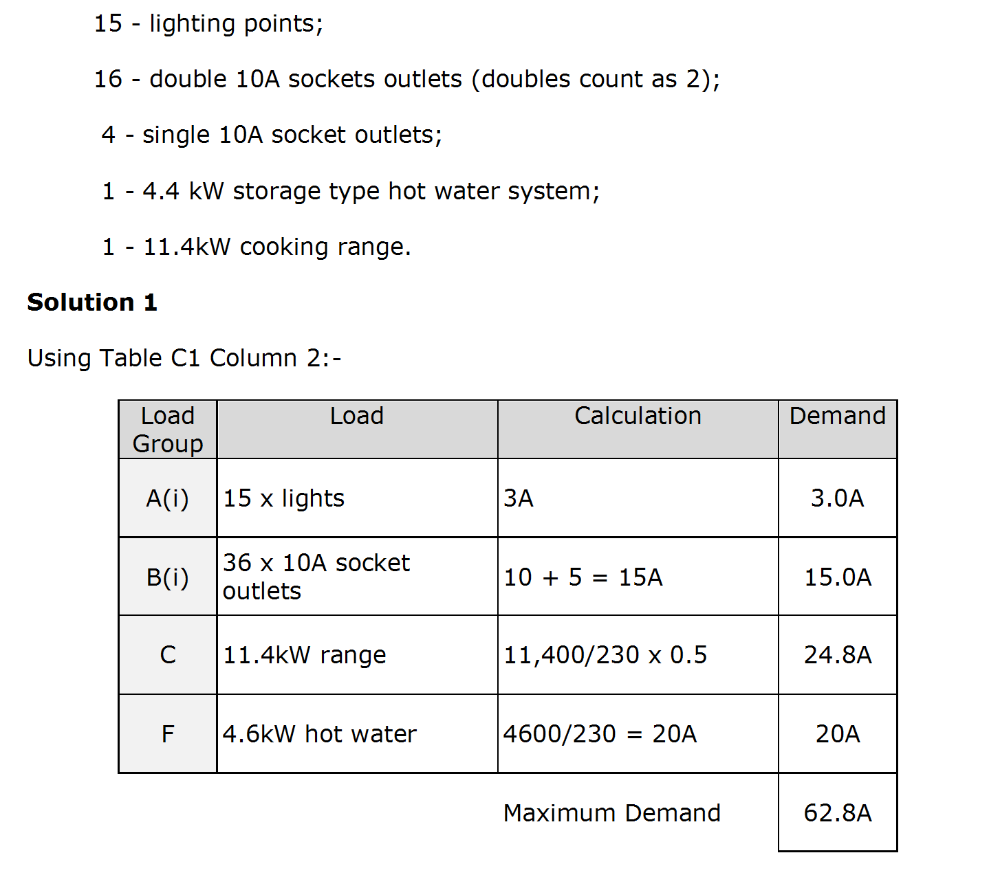 15 - lighting points;
16 - double 10A sockets outlets (doubles count as 2);
4 - single 10A socket outlets;
1 - 4.4 kW storage type hot water system;
1 - 11.4kW cooking range.
Solution 1
Using Table C1 Column 2:-
Load Group Load Calculation Demand
A(i) 15 x lights 3A 3.0A
B(i) 36 x 10A socket outlets 10 + 5 = 15A 15.0A
C 11.4kW range 11,400/230 x 0.5 24.8A
F 4.6kW hot water 4600/230 = 20A 20A
Maximum Demand 62.8A